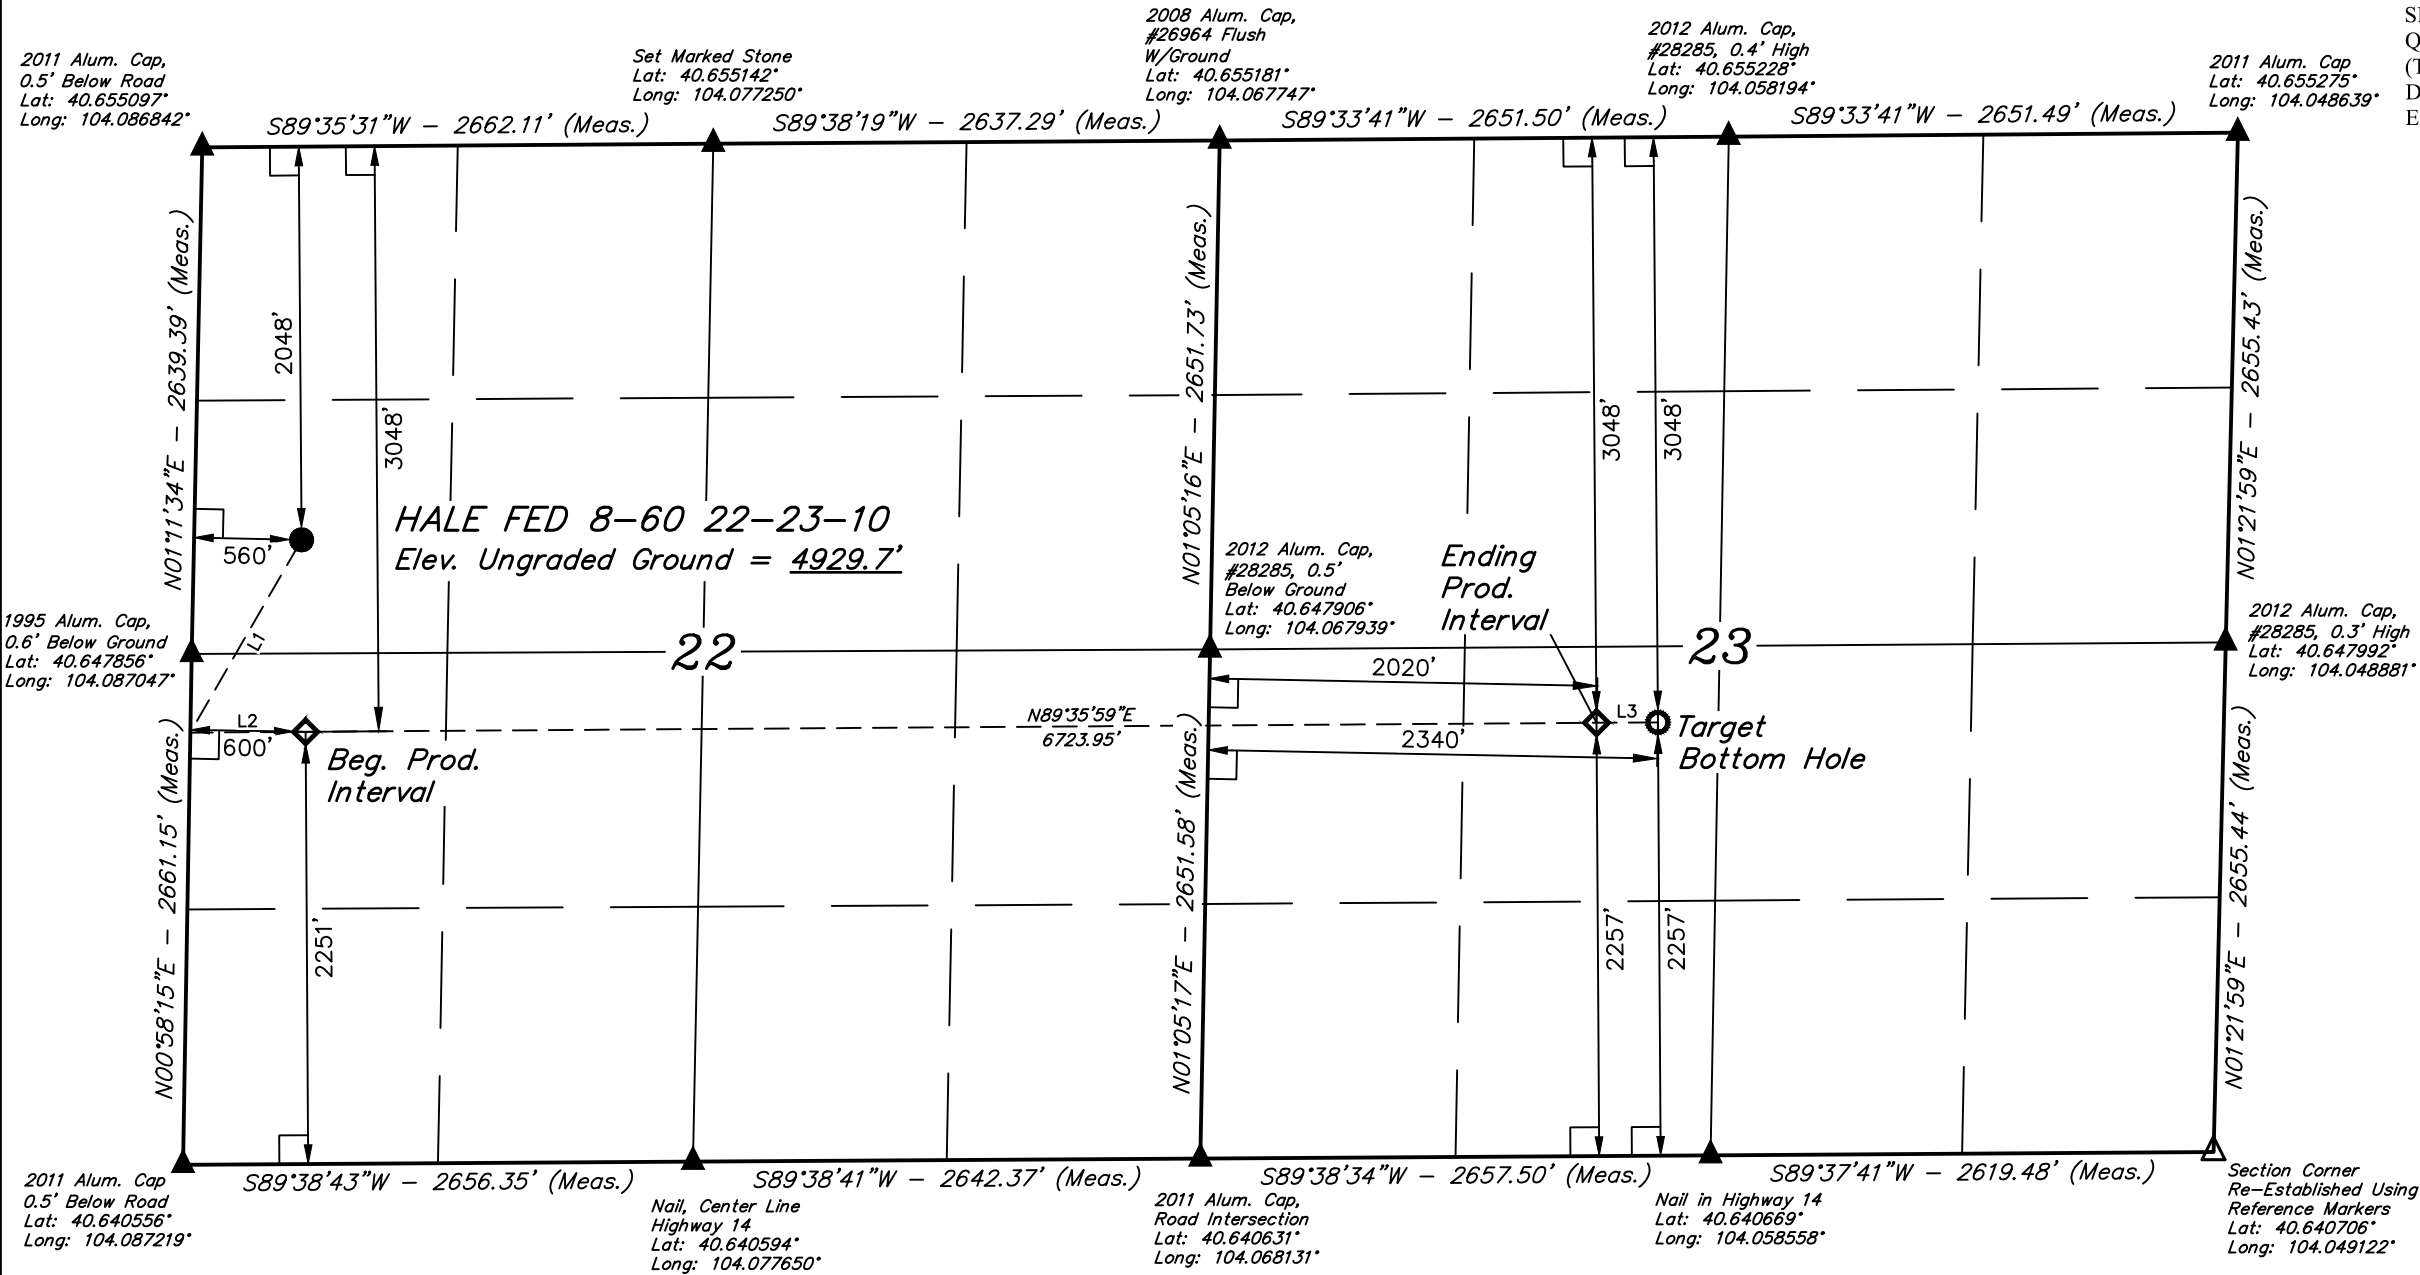 2011 Alum. Cap,
0.5' Below Road
Lat: 40.655097°
Long: 104.086842°
Set Marked Stone
Lat: 40.655142°
Long: 104.077250°
2008 Alum. Cap,
#26964 Flush
W/Ground
Lat: 40.655181°
Long: 104.067747°
2012 Alum. Cap,
#28285, 0.4' High
Lat: 40.655228°
Long: 104.058194°
2011 Alum. Cap
Lat: 40.655275°
Long: 104.048639°
S89°35'31"W - 2662.11' (Meas.)
S89°38'19"W - 2637.29' (Meas.)
S89°33'41"W - 2651.50' (Meas.)
S89°33'41"W - 2651.49' (Meas.)
N01°11'34"E - 2639.39' (Meas.)
2048'
3048'
N01°05'16"E - 2651.73' (Meas.)
3048'
3048'
N01°21'59"E - 2655.43' (Meas.)
560'
HALE FED 8-60 22-23-10
Elev. Ungraded Ground = 4929.7'
2012 Alum. Cap,
#28285, 0.5'
Below Ground
Lat: 40.647906°
Long: 104.067939°
Ending
Prod.
Interval
1995 Alum. Cap,
0.6' Below Ground
Lat: 40.647856°
Long: 104.087047°
L1
22
23
2012 Alum. Cap,
#28285, 0.3' High
Lat: 40.647992°
Long: 104.048881°
2020'
L2
600'
Beg. Prod.
Interval
N89°35'59"E
6723.95'
2340'
L3
Target
Bottom Hole
N00°58'15"E - 2661.15' (Meas.)
2251'
N01°05'17"E - 2651.58' (Meas.)
2257'
2257'
N01°21'59"E - 2655.44' (Meas.)
S89°38'43"W - 2656.35' (Meas.)
S89°38'41"W - 2642.37' (Meas.)
S89°38'34"W - 2657.50' (Meas.)
S89°37'41"W - 2619.48' (Meas.)
2011 Alum. Cap
0.5' Below Road
Lat: 40.640556°
Long: 104.087219°
Nail, Center Line
Highway 14
Lat: 40.640594°
Long: 104.077650°
2011 Alum. Cap,
Road Intersection
Lat: 40.640631°
Long: 104.068131°
Nail in Highway 14
Lat: 40.640669°
Long: 104.058558°
Section Corner
Re-Established Using
Reference Markers
Lat: 40.640706°
Long: 104.049122°